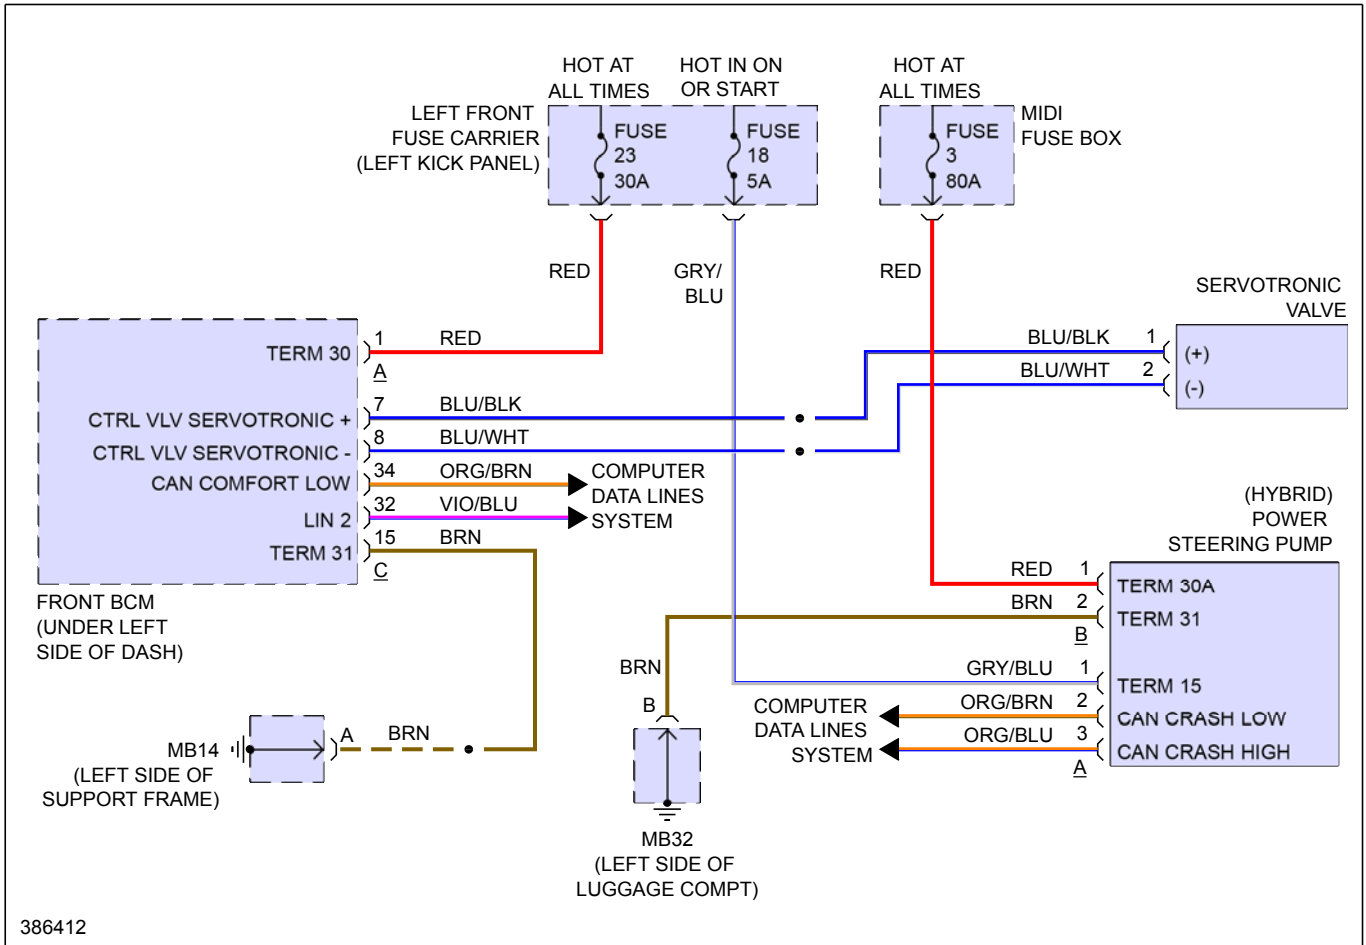 HOT AT
ALL TIMES
HOT IN ON
OR START
HOT AT
ALL TIMES
LEFT FRONT
FUSE CARRIER
(LEFT KICK PANEL)
FUSE
23
30A
FUSE
18
5A
FUSE
3
80A
MIDI
FUSE BOX
RED
GRY/
BLU
RED
SERVOTRONIC
VALVE
TERM 30
1
RED
A
BLU/BLK
1
(+)
BLU/WHT
2
(-)
CTRL VLV SERVOTRONIC +
7
BLU/BLK
CTRL VLV SERVOTRONIC -
8
BLU/WHT
CAN COMFORT LOW
34
ORG/BRN
LIN 2
32
VIO/BLU
COMPUTER
DATA LINES
SYSTEM
TERM 31
15
BRN
C
FRONT BCM
(UNDER LEFT
SIDE OF DASH)
(HYBRID)
POWER
STEERING PUMP
RED
1
TERM 30A
BRN
2
TERM 31
B
BRN
GRY/BLU
1
TERM 15
ORG/BRN
2
CAN CRASH LOW
ORG/BLU
3
CAN CRASH HIGH
A
COMPUTER
DATA LINES
SYSTEM
B
MB14
(LEFT SIDE OF
SUPPORT FRAME)
A
BRN
MB32
(LEFT SIDE OF
LUGGAGE COMPT)
386412